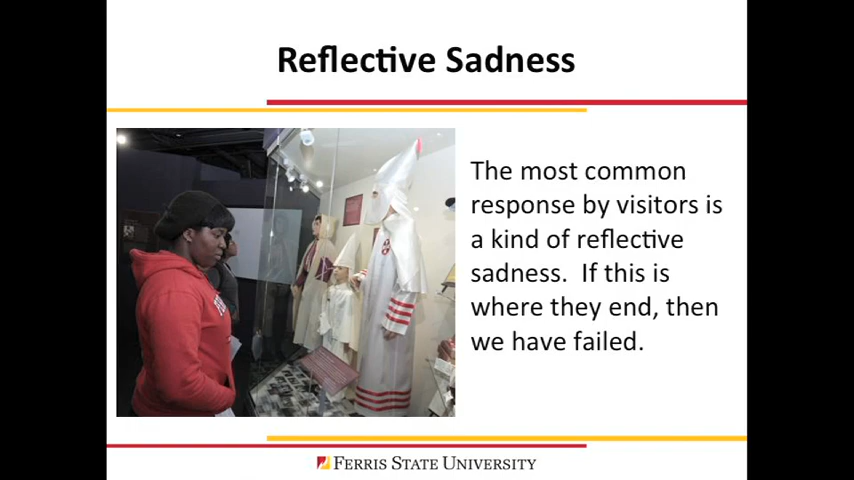 Reflective Sadness
The most common
response by visitors is
a kind of reflective
sadness.  If this is
where they end, then
we have failed.
FERRIS STATE UNIVERSITY